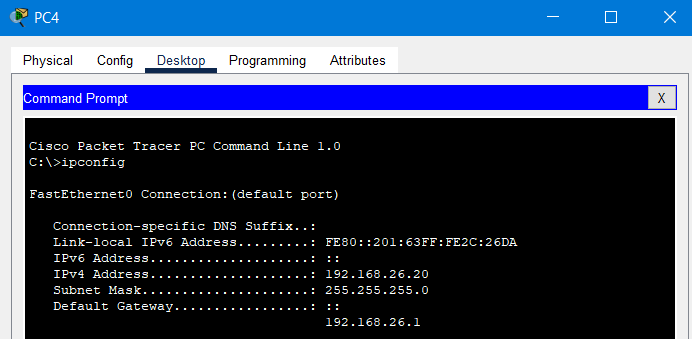 PC4
Physical Config Desktop Programming Attributes
Command Prompt X
Cisco Packet Tracer PC Command Line 1.0
C:\>ipconfig
FastEthernet0 Connection:(default port)
Connection-specific DNS Suffix..:
Link-local IPv6 Address.........: FE80::201:63FF:FE2C:26DA
IPv6 Address....................: ::
IPv4 Address....................: 192.168.26.20
Subnet Mask.....................: 255.255.255.0
Default Gateway.................: ::
192.168.26.1